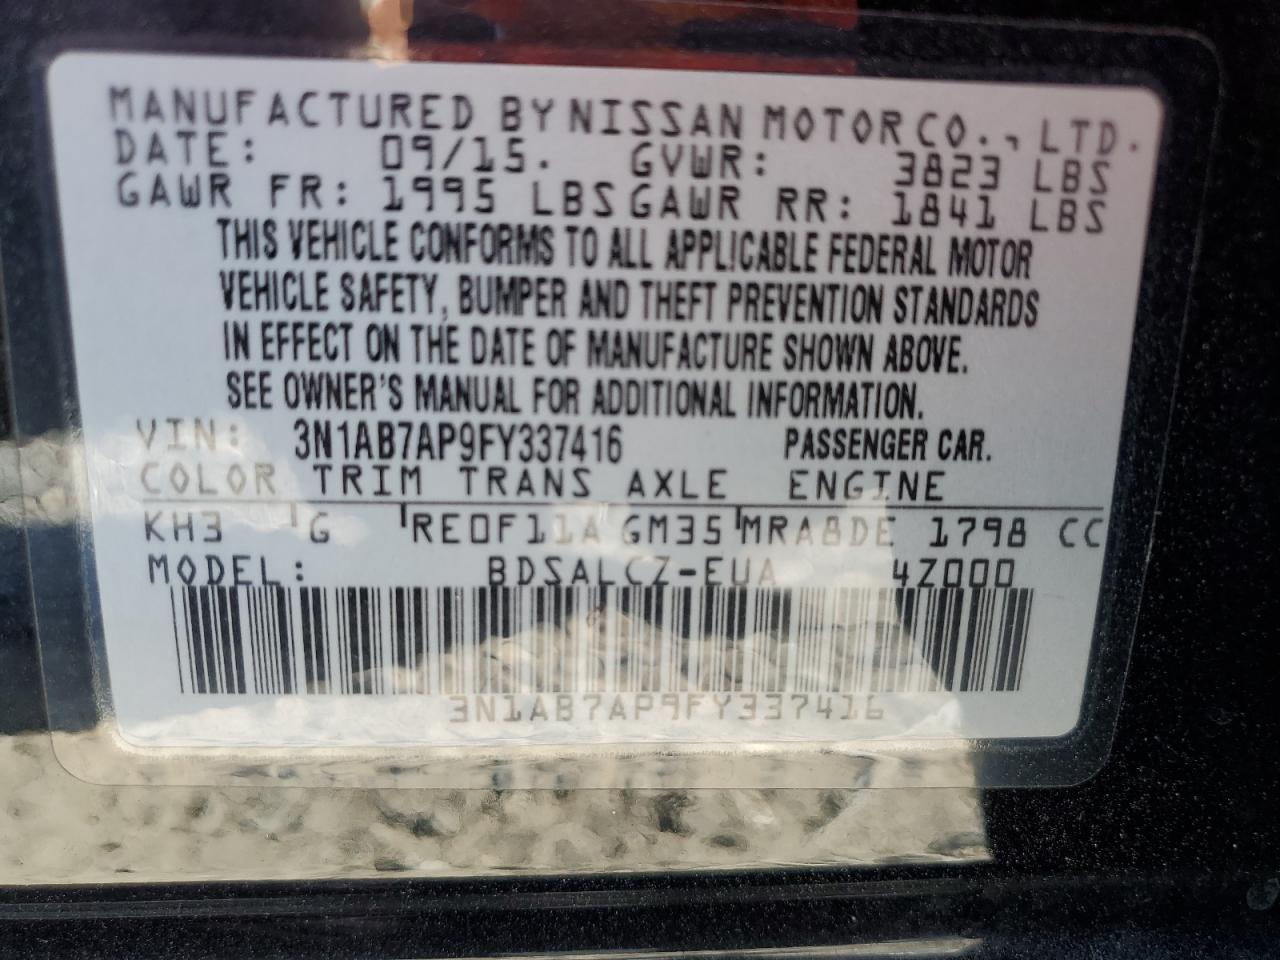 MANUFACTURED BY NISSAN MOTOR CO., LTD.
DATE: 09/15. GVWR: 3823 LBS
GAWR FR: 1995 LBS GAWR RR: 1841 LBS
THIS VEHICLE CONFORMS TO ALL APPLICABLE FEDERAL MOTOR
VEHICLE SAFETY, BUMPER AND THEFT PREVENTION STANDARDS
IN EFFECT ON THE DATE OF MANUFACTURE SHOWN ABOVE.
SEE OWNER'S MANUAL FOR ADDITIONAL INFORMATION.
VIN: 3N1AB7AP9FY337416 PASSENGER CAR.
COLOR TRIM TRANS AXLE ENGINE
KH3 G RE0F11A GM35 MRA8DE 1798 CC
MODEL: BDSALCZ-EUA 4Z000
3N1AB7AP9FY337416